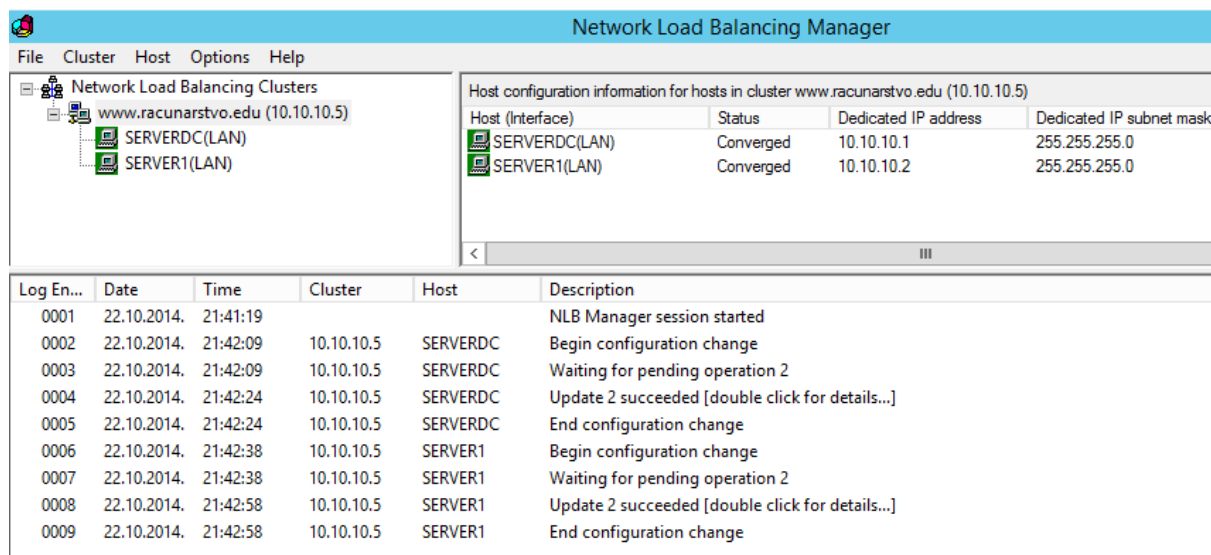 Network Load Balancing Manager
File Cluster Host Options Help
Network Load Balancing Clusters
www.racunarstvo.edu (10.10.10.5)
SERVERDC(LAN)
SERVER1(LAN)
Host configuration information for hosts in cluster www.racunarstvo.edu (10.10.10.5)
Host (Interface) Status Dedicated IP address Dedicated IP subnet mask
SERVERDC(LAN) Converged 10.10.10.1 255.255.255.0
SERVER1(LAN) Converged 10.10.10.2 255.255.255.0
Log En... Date Time Cluster Host Description
0001 22.10.2014. 21:41:19 NLB Manager session started
0002 22.10.2014. 21:42:09 10.10.10.5 SERVERDC Begin configuration change
0003 22.10.2014. 21:42:09 10.10.10.5 SERVERDC Waiting for pending operation 2
0004 22.10.2014. 21:42:24 10.10.10.5 SERVERDC Update 2 succeeded [double click for details...]
0005 22.10.2014. 21:42:24 10.10.10.5 SERVERDC End configuration change
0006 22.10.2014. 21:42:38 10.10.10.5 SERVER1 Begin configuration change
0007 22.10.2014. 21:42:38 10.10.10.5 SERVER1 Waiting for pending operation 2
0008 22.10.2014. 21:42:58 10.10.10.5 SERVER1 Update 2 succeeded [double click for details...]
0009 22.10.2014. 21:42:58 10.10.10.5 SERVER1 End configuration change